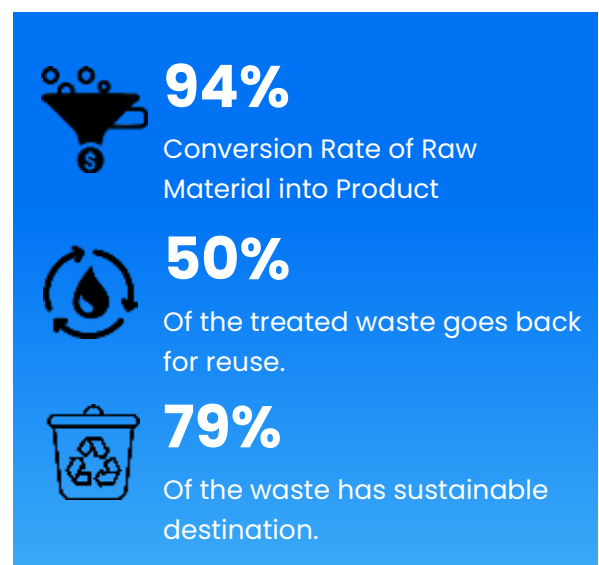 94%
Conversion Rate of Raw
Material into Product
50%
Of the treated waste goes back
for reuse.
79%
Of the waste has sustainable
destination.
$